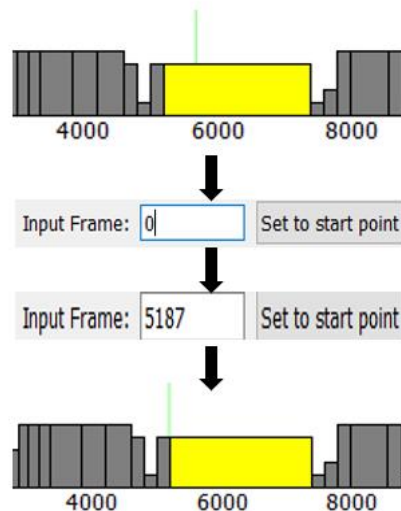 4000 6000 8000
Input Frame: 0 Set to start point
Input Frame: 5187 Set to start point
4000 6000 8000